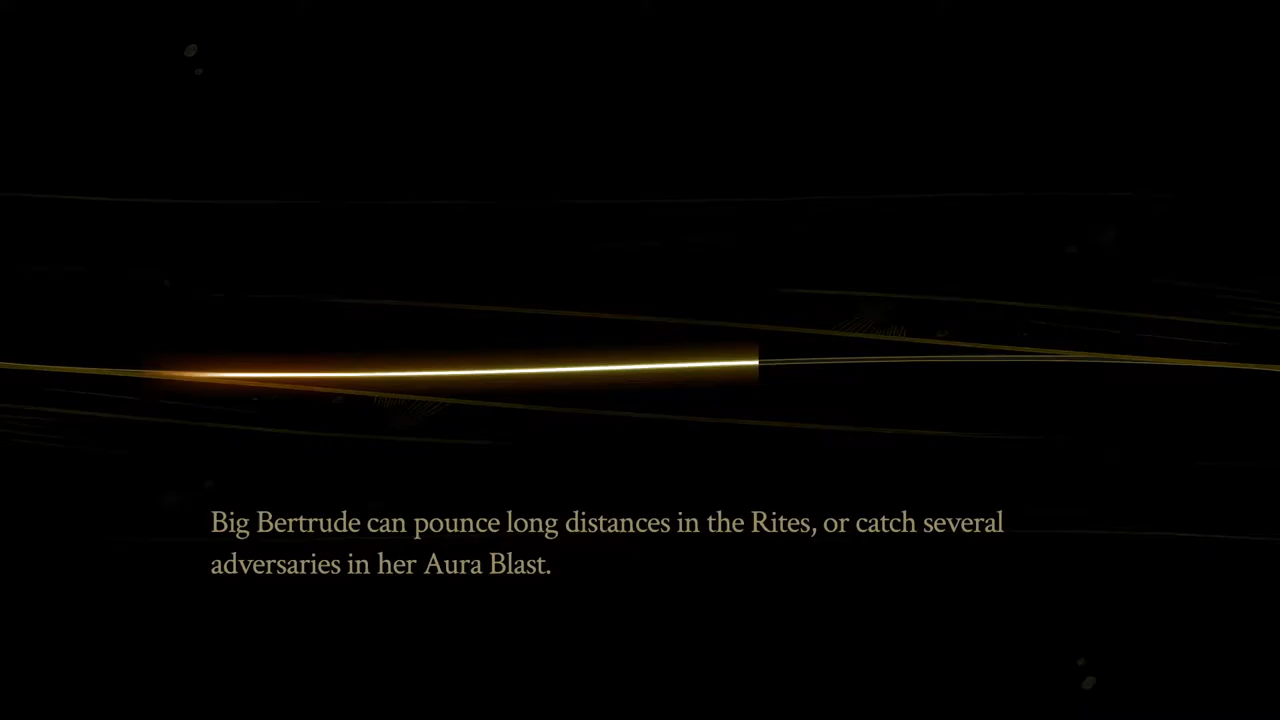 Big Bertrude can pounce long distances in the Rites, or catch several
adversaries in her Aura Blast.